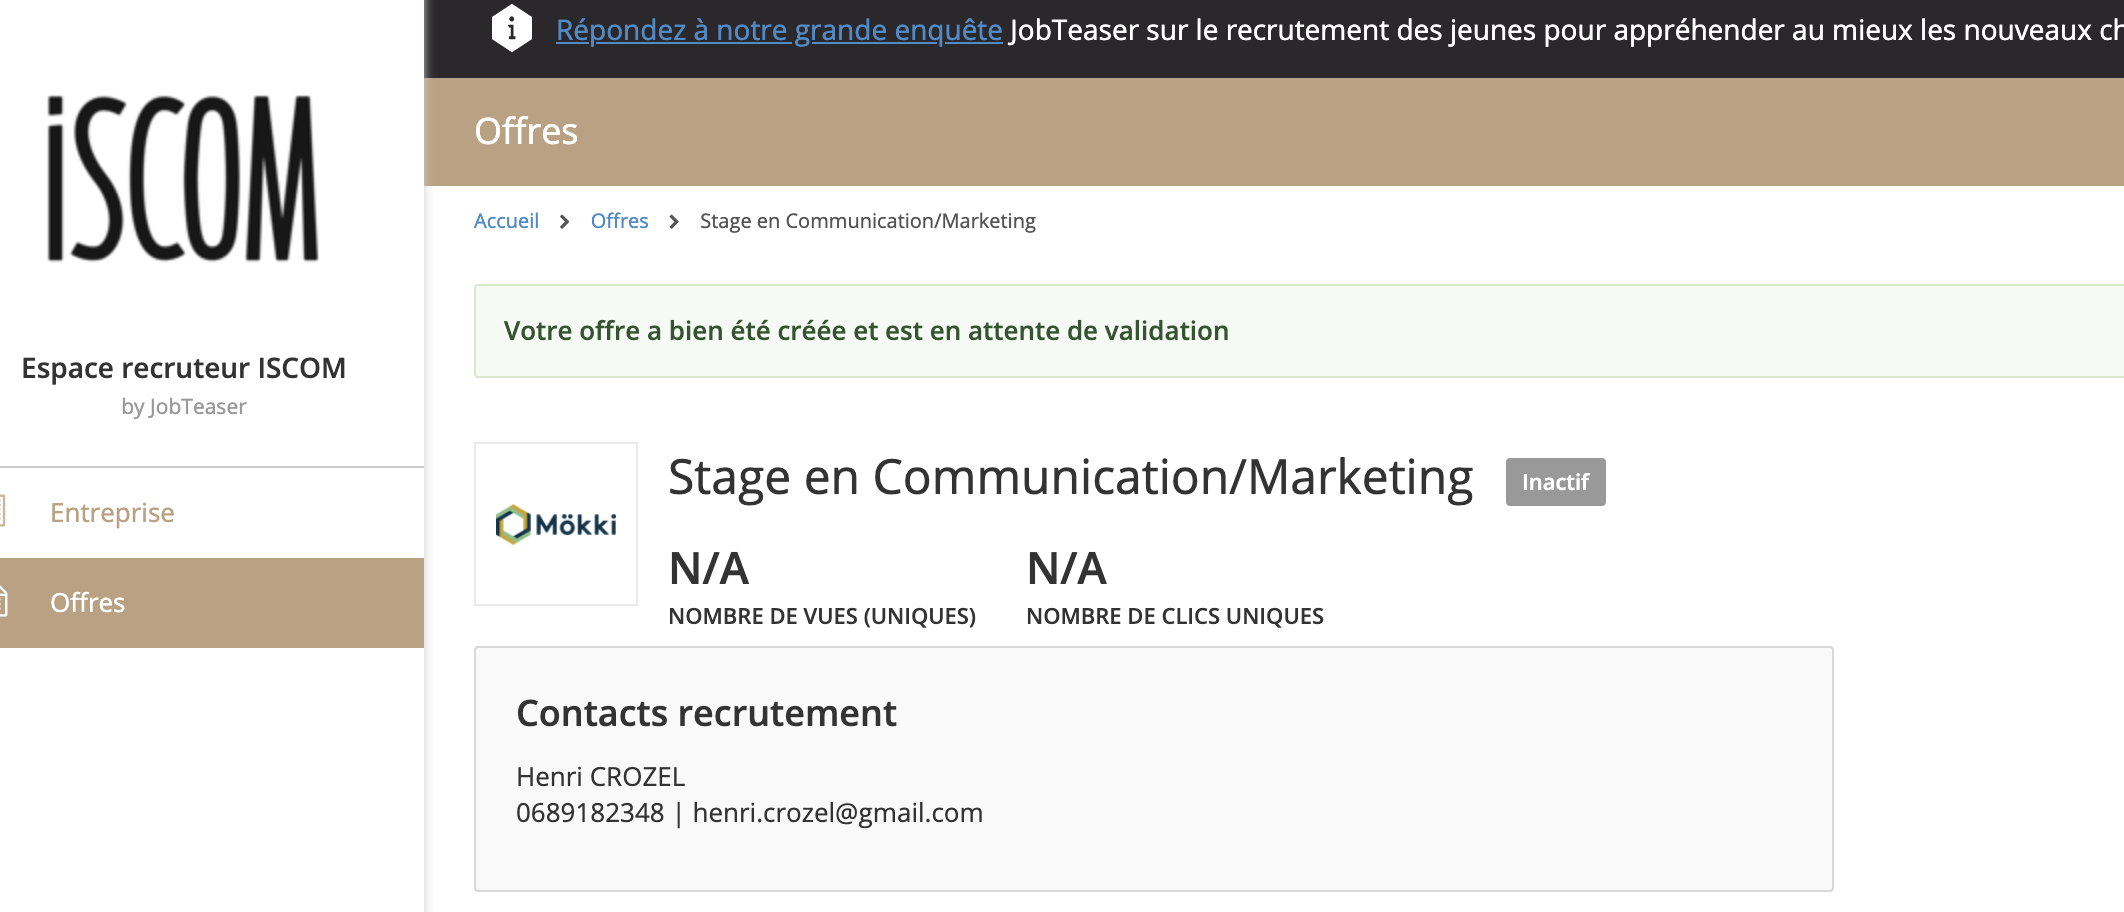 iSCOM
Espace recruteur ISCOM
by JobTeaser
Entreprise
Offres
Répondez à notre grande enquête JobTeaser sur le recrutement des jeunes pour appréhender au mieux les nouveaux
Offres
Accueil > Offres > Stage en Communication/Marketing
Votre offre a bien été créée et est en attente de validation
Mökki
Stage en Communication/Marketing Inactif
N/A N/A
NOMBRE DE VUES (UNIQUES) NOMBRE DE CLICS UNIQUES
Contacts recrutement
Henri CROZEL
0689182348 | henri.crozel@gmail.com